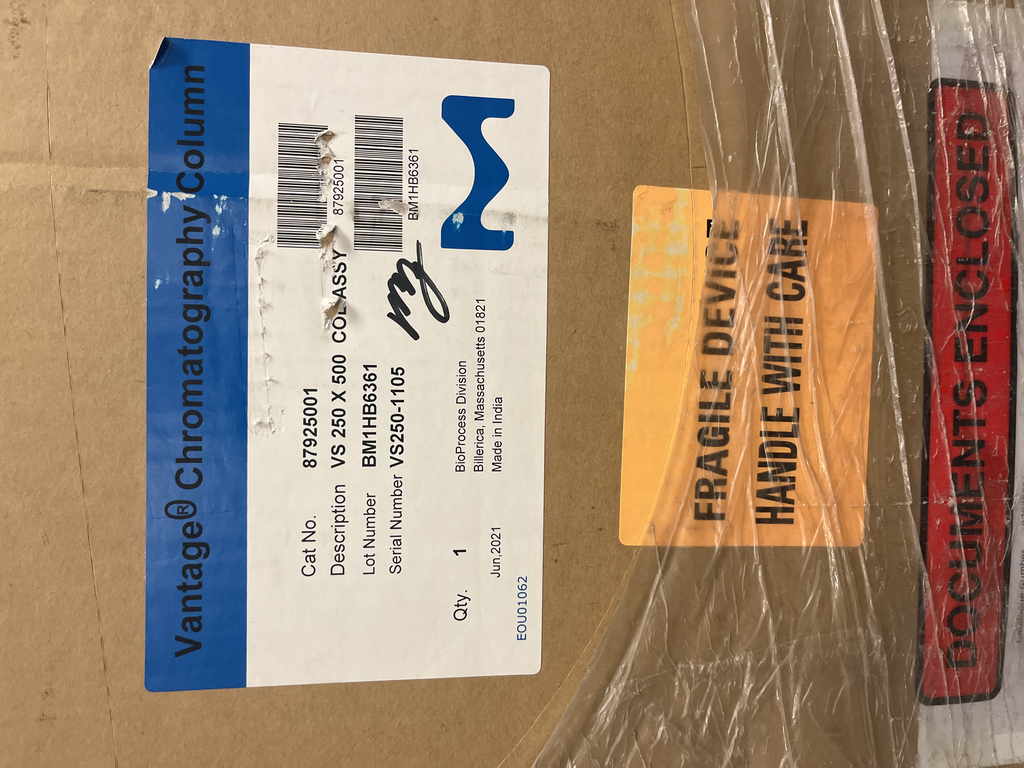 Vantage® Chromatography Column
Cat No. 87925001
Description VS 250 X 500 COL ASSY
Lot Number BM1HB6361
Serial Number VS250-1105
87925001
BM1HB6361
Qty. 1
BioProcess Division
Billerica, Massachusetts 01821
Made in India
Jun,2021
EOU01062
FRAGILE DEVICE
HANDLE WITH CARE
DOCUMENTS ENCLOSED